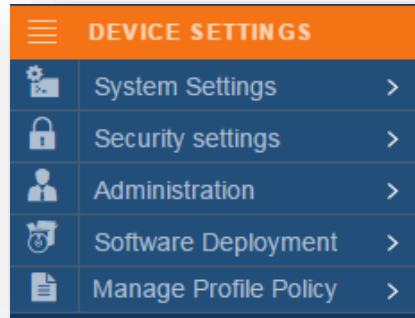 DEVICE SETTINGS
System Settings
Security settings
Administration
Software Deployment
Manage Profile Policy